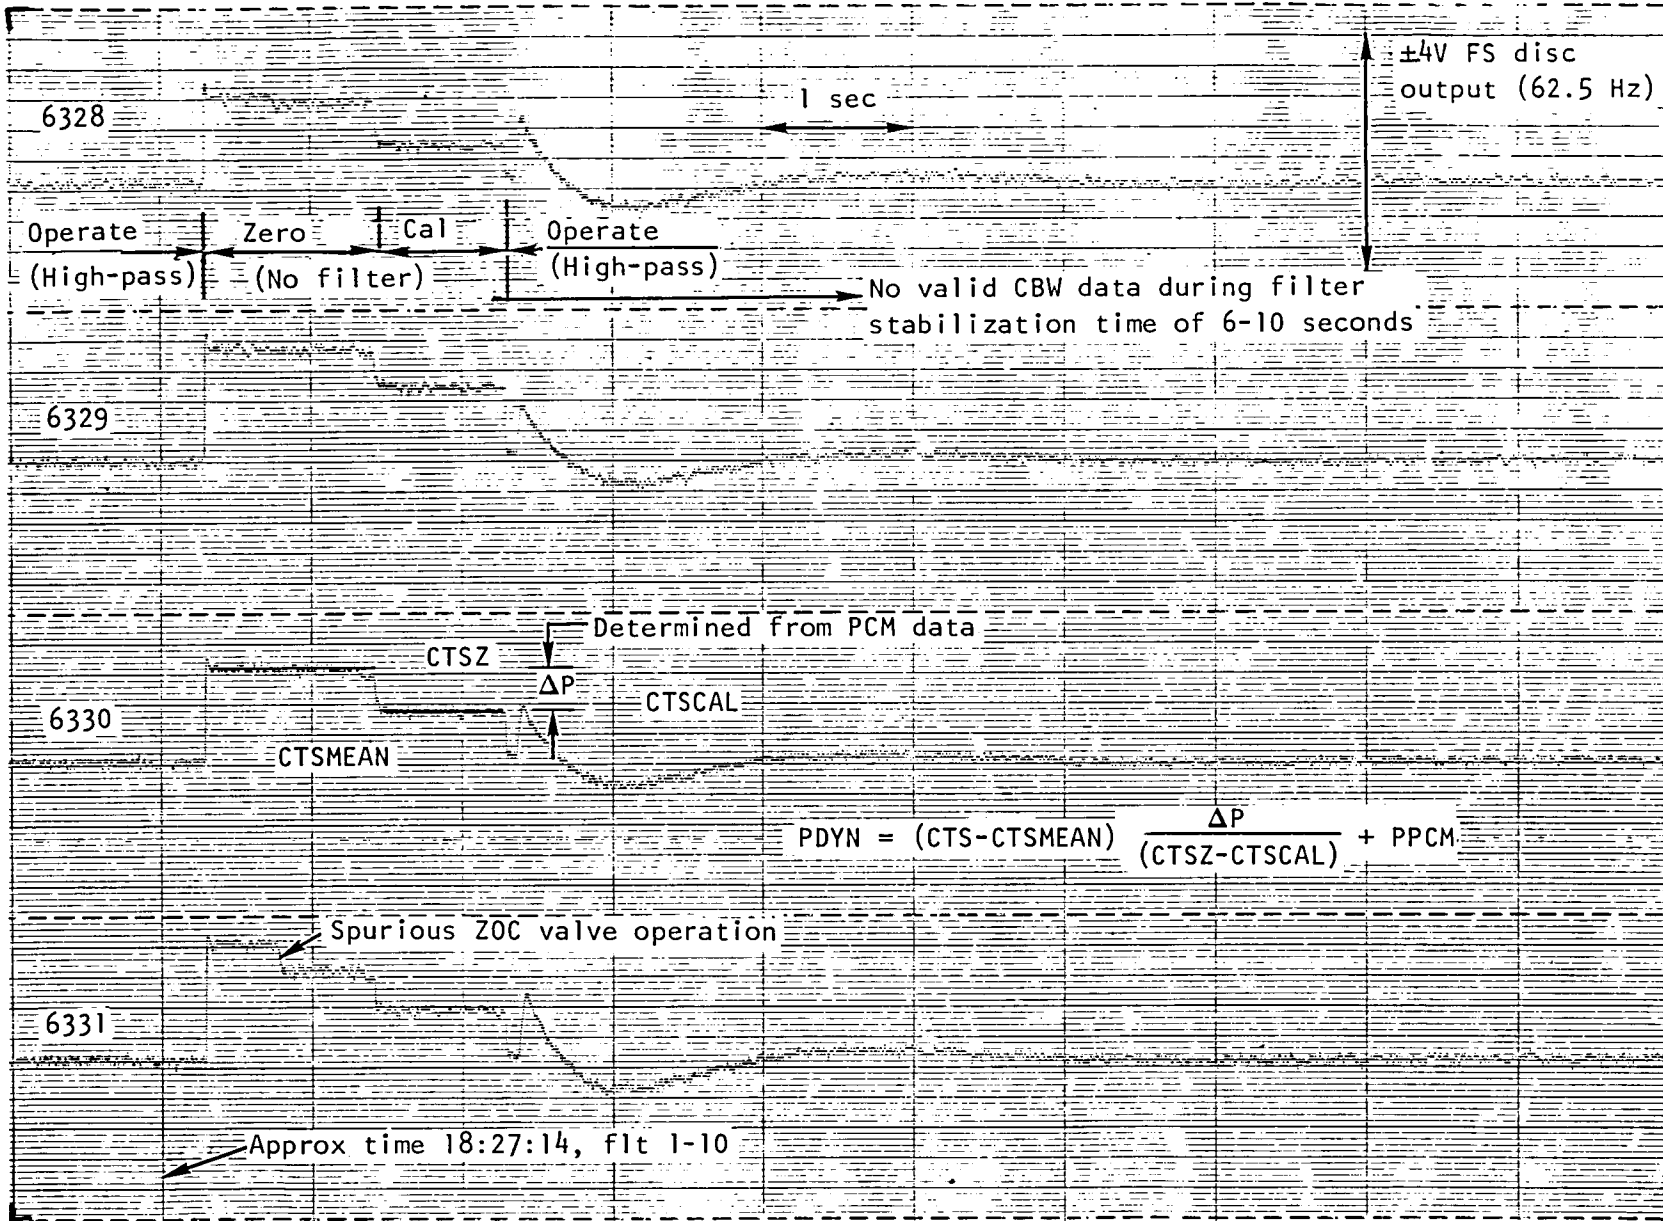 ±4V FS disc
output (62.5 Hz)
1 sec
6328
Operate
(High-pass)
Zero
(No filter)
Cal
Operate
(High-pass)
No valid CBW data during filter
stabilization time of 6-10 seconds
6329
Determined from PCM data
CTSZ
ΔP
CTSCAL
6330
CTSMEAN
PDYN = (CTS-CTSMEAN) ΔP / (CTSZ-CTSCAL) + PPCM
Spurious ZOC valve operation
6331
Approx time 18:27:14, flt 1-10